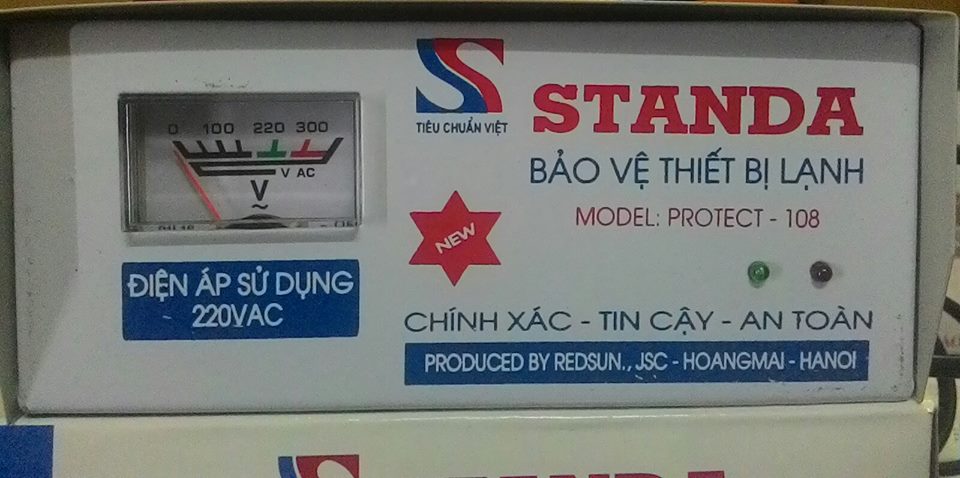 0 100 220 300
V AC
V
~
ĐIỆN ÁP SỬ DỤNG
220VAC
TIÊU CHUẨN VIỆT
STANDA
BẢO VỆ THIẾT BỊ LẠNH
MODEL: PROTECT - 108
NEW
CHÍNH XÁC - TIN CẬY - AN TOÀN
PRODUCED BY REDSUN., JSC - HOANGMAI - HANOI
STANDA